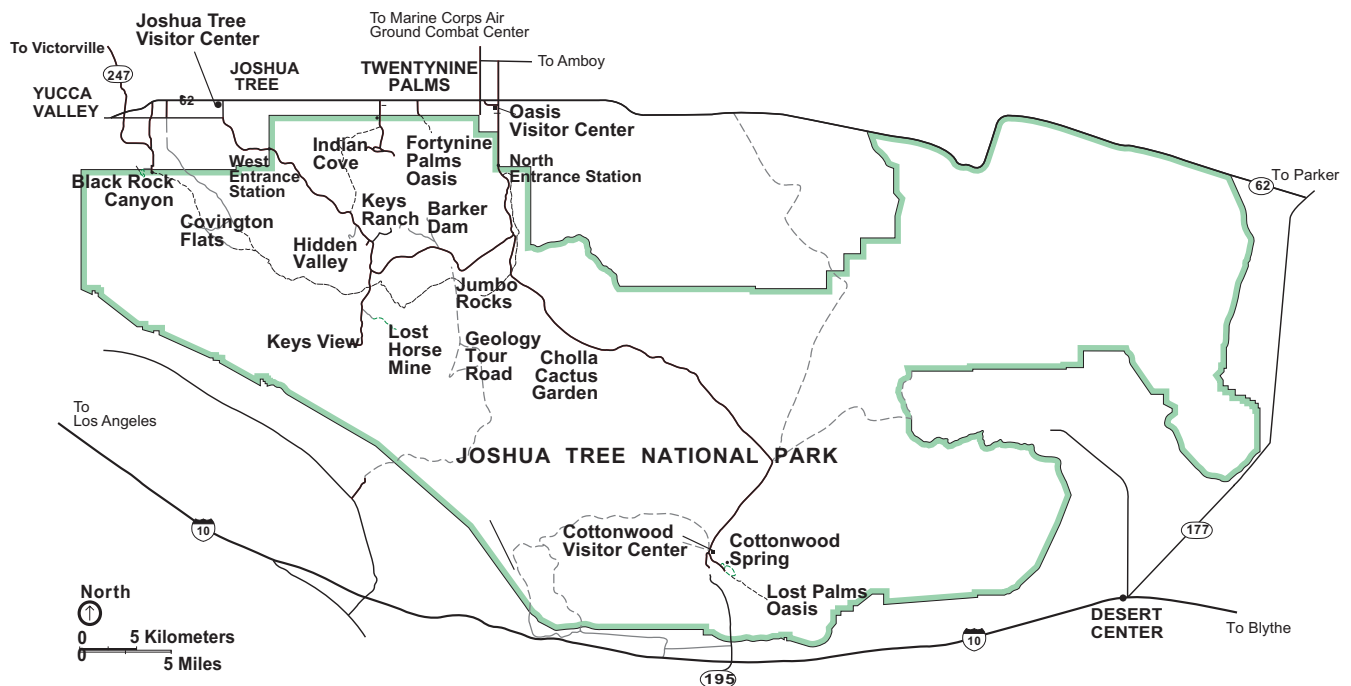 To Marine Corps Air
Ground Combat Center
Joshua Tree
Visitor Center
To Victorville
To Amboy
247
JOSHUA
TREE
TWENTYNINE
PALMS
YUCCA
VALLEY
62
Oasis
Visitor Center
Indian
Cove
Fortynine
Palms
Oasis
West
Entrance
Station
North
Entrance Station
Black Rock
Canyon
To Parker
62
Keys
Ranch
Barker
Dam
Covington
Flats
Hidden
Valley
Jumbo
Rocks
Keys View
Lost
Horse
Mine
Geology
Tour
Road
Cholla
Cactus
Garden
To
Los Angeles
JOSHUA TREE NATIONAL PARK
10
Cottonwood
Visitor Center
Cottonwood
Spring
177
Lost Palms
Oasis
North
0 5 Kilometers
0 5 Miles
DESERT
CENTER
To Blythe
10
195